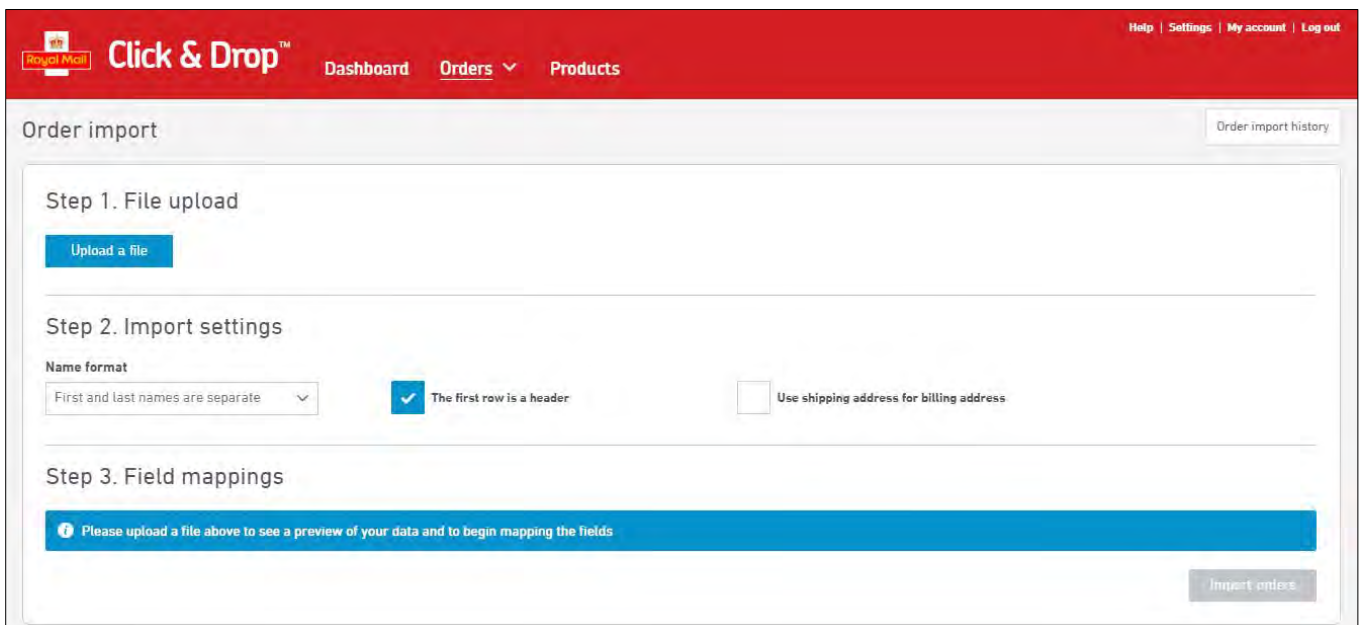 Help | Settings | My account | Log out
Royal Mail Click & Drop™ Dashboard Orders Products
Order import Order import history
Step 1. File upload
Upload a file
Step 2. Import settings
Name format
First and last names are separate The first row is a header Use shipping address for billing address
Step 3. Field mappings
i Please upload a file above to see a preview of your data and to begin mapping the fields
Import orders